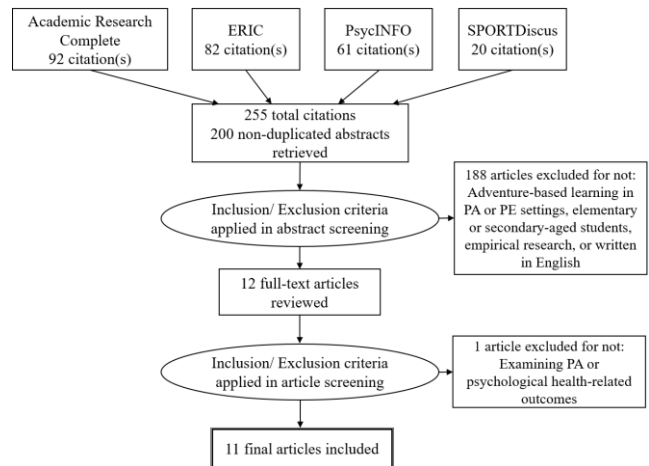 Academic Research
Complete
92 citation(s)
ERIC
82 citation(s)
PsycINFO
61 citation(s)
SPORTDiscus
20 citation(s)
255 total citations
200 non-duplicated abstracts
retrieved
Inclusion/ Exclusion criteria
applied in abstract screening
188 articles excluded for not:
Adventure-based learning in
PA or PE settings, elementary
or secondary-aged students,
empirical research, or written
in English
12 full-text articles
reviewed
Inclusion/ Exclusion criteria
applied in article screening
1 article excluded for not:
Examining PA or
psychological health-related
outcomes
11 final articles included